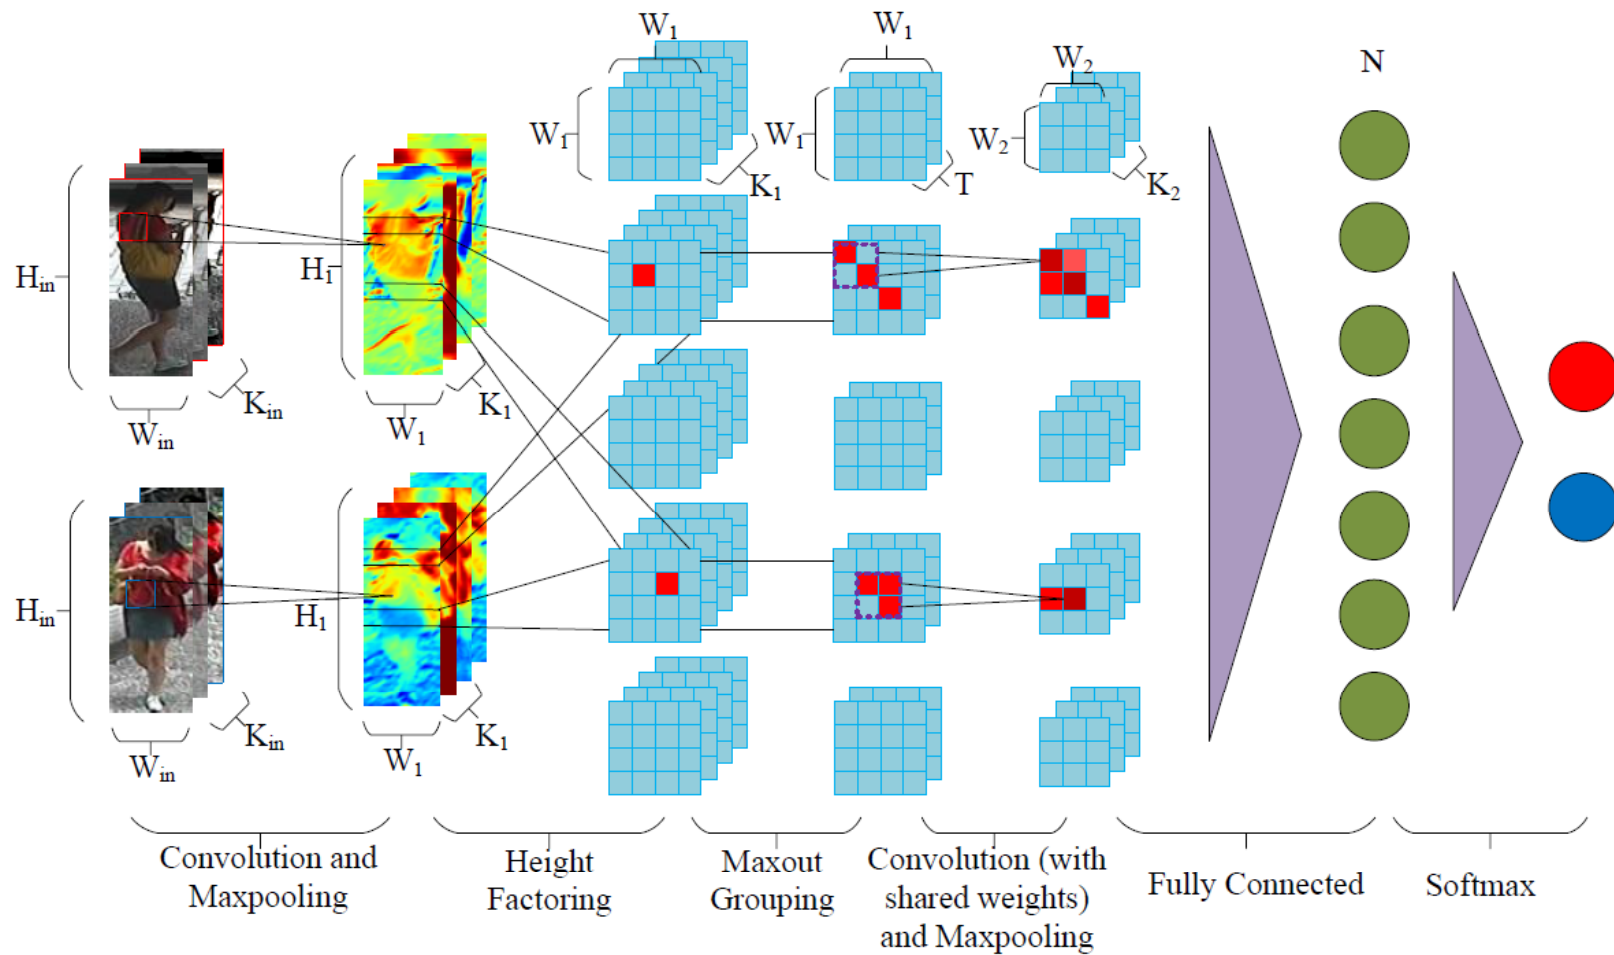 W₁
W₁
W₂
N
W₁
W₁
W₂
K₁
T
K₂
Hᵢₙ
H₁
Kᵢₙ
K₁
Wᵢₙ
W₁
Hᵢₙ
H₁
Kᵢₙ
K₁
Wᵢₙ
W₁
Convolution and
Maxpooling
Height
Factoring
Maxout
Grouping
Convolution (with
shared weights)
and Maxpooling
Fully Connected
Softmax